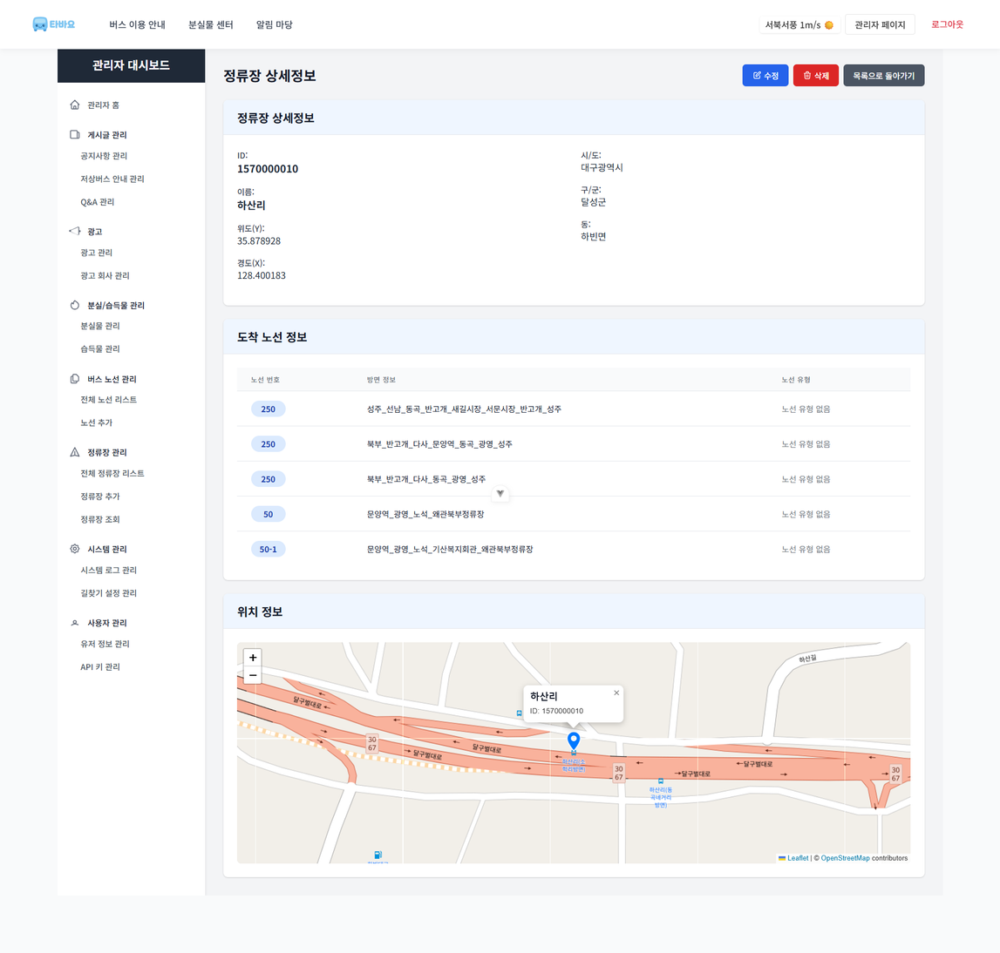 타바요
버스 이용 안내
분실물 센터
알림 마당
서북서풍 1m/s
관리자 페이지
로그아웃
관리자 대시보드
관리자 홈
게시글 관리
공지사항 관리
저상버스 안내 관리
Q&A 관리
광고
광고 관리
광고 회사 관리
분실/습득물 관리
분실물 관리
습득물 관리
버스 노선 관리
전체 노선 리스트
노선 추가
정류장 관리
전체 정류장 리스트
정류장 추가
정류장 조회
시스템 관리
시스템 로그 관리
길찾기 설정 관리
사용자 관리
유저 정보 관리
API 키 관리
정류장 상세정보
수정
삭제
목록으로 돌아가기
정류장 상세정보
ID:
1570000010
이름:
하산리
위도(Y):
35.878928
경도(X):
128.400183
시/도:
대구광역시
구/군:
달성군
동:
하빈면
도착 노선 정보
노선 번호 방면 정보 노선 유형
250 성주_선남_동곡_반고개_새길시장_서문시장_반고개_성주 노선 유형 없음
250 북부_반고개_다사_문양역_동곡_광영_성주 노선 유형 없음
250 북부_반고개_다사_동곡_광영_성주 노선 유형 없음
50 문양역_광영_노석_왜관북부정류장 노선 유형 없음
50-1 문양역_광영_노석_기산복지회관_왜관북부정류장 노선 유형 없음
위치 정보
+
−
하산길
하산리
×
ID: 1570000010
달구벌대로
달구벌대로
달구벌대로
달구벌대로
달구벌대로
30
67
30
67
30
67
하산리(동
곡네거리
방면)
Leaflet | © OpenStreetMap contributors